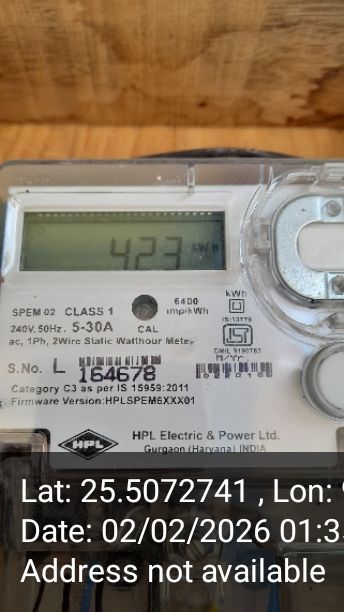 423 kWh
SPEM 02 CLASS 1
6400 imp/kWh
kWh
240V, 50Hz. 5-30A CAL
IS:13779
ac, 1Ph, 2Wire Static Watthour Meter
S.No. L 164678
Category C3 as per IS 15959:2011
Firmware Version:HPLSPEM6XXX01
HPL
HPL Electric & Power Ltd.
Gurgaon (Haryana) INDIA
Lat: 25.5072741 , Lon:
Date: 02/02/2026 01:3
Address not available